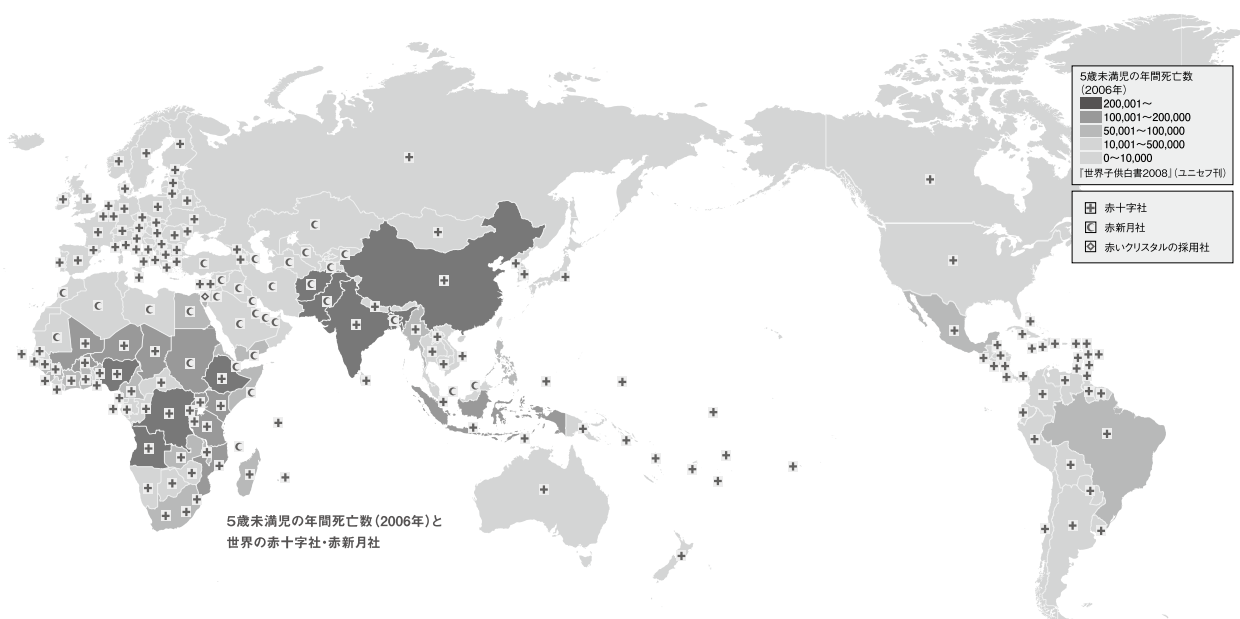 5歳未満児の年間死亡数
(2006年)
200,001〜
100,001〜200,000
50,001〜100,000
10,001〜500,000
0〜10,000
『世界子供白書2008』(ユニセフ刊)
赤十字社
赤新月社
赤いクリスタルの採用社
5歳未満児の年間死亡数(2006年)と
世界の赤十字社・赤新月社